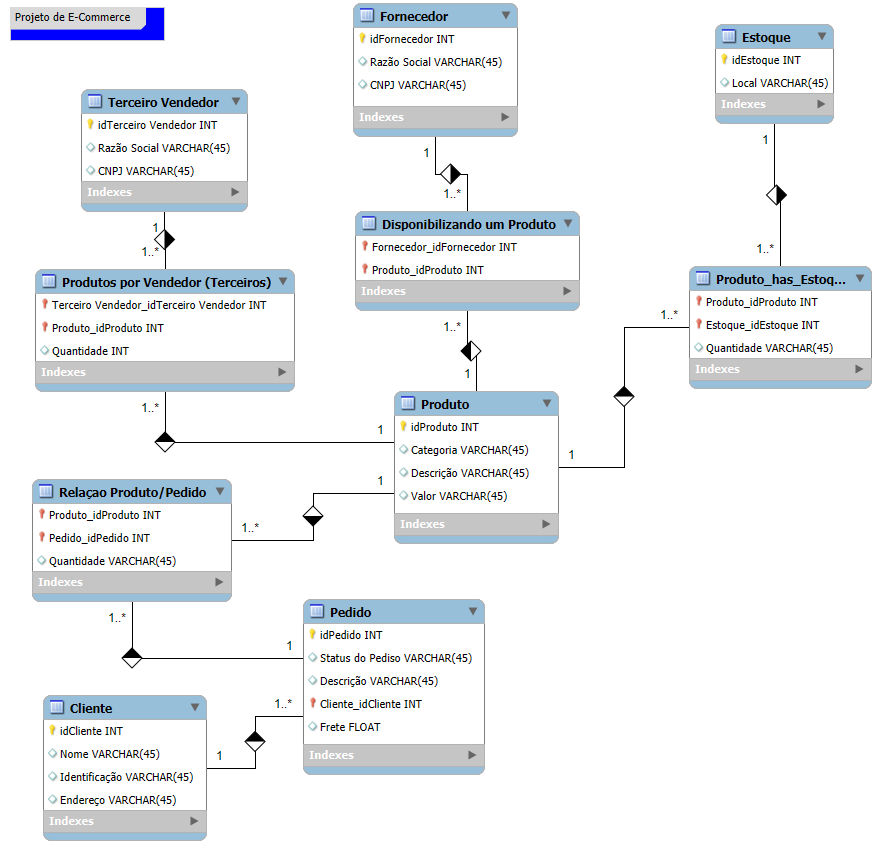 Projeto de E-Commerce
Fornecedor
idFornecedor INT
Razão Social VARCHAR(45)
CNPJ VARCHAR(45)
Indexes
Estoque
idEstoque INT
Local VARCHAR(45)
Indexes
Terceiro Vendedor
idTerceiro Vendedor INT
Razão Social VARCHAR(45)
CNPJ VARCHAR(45)
Indexes
1
1..*
1
1..*
1
1..*
Disponibilizando um Produto
Fornecedor_idFornecedor INT
Produto_idProduto INT
Indexes
Produtos por Vendedor (Terceiros)
Terceiro Vendedor_idTerceiro Vendedor INT
Produto_idProduto INT
Quantidade INT
Indexes
Produto_has_Estoq...
Produto_idProduto INT
Estoque_idEstoque INT
Quantidade VARCHAR(45)
Indexes
1..*
1
1..*
1
1..*
1
Produto
idProduto INT
Categoria VARCHAR(45)
Descrição VARCHAR(45)
Valor VARCHAR(45)
Indexes
1
1..*
Relaçao Produto/Pedido
Produto_idProduto INT
Pedido_idPedido INT
Quantidade VARCHAR(45)
Indexes
1..*
1
Pedido
idPedido INT
Status do Pediso VARCHAR(45)
Descrição VARCHAR(45)
Cliente_idCliente INT
Frete FLOAT
Indexes
1..*
1
Cliente
idCliente INT
Nome VARCHAR(45)
Identificação VARCHAR(45)
Endereço VARCHAR(45)
Indexes